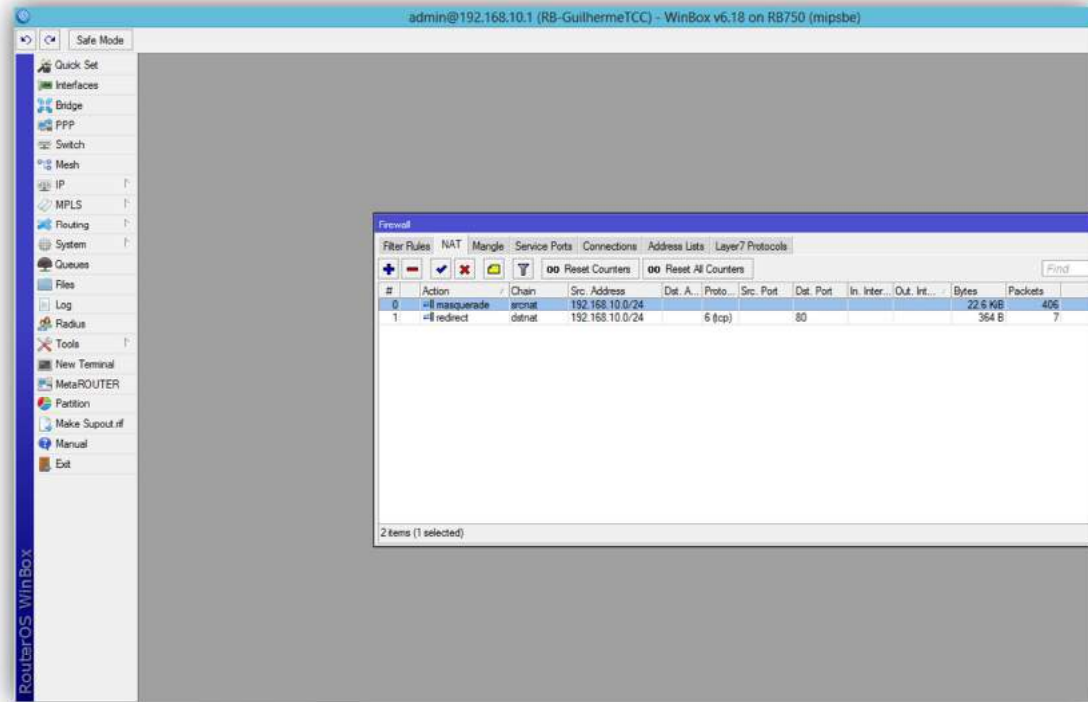 admin@192.168.10.1 (RB-GuilhermeTCC) - WinBox v6.18 on RB750 (mipsbe)
Safe Mode
Quick Set
Interfaces
Bridge
PPP
Switch
Mesh
IP
MPLS
Routing
System
Queues
Files
Log
Radius
Tools
New Terminal
MetaROUTER
Partition
Make Supout.rif
Manual
Exit
RouterOS WinBox
Firewall
Filter Rules NAT Mangle Service Ports Connections Address Lists Layer7 Protocols
00 Reset Counters 00 Reset All Counters Find
# Action Chain Src. Address Dst. A... Proto... Src. Port Dst. Port In. Inter... Out. Int... Bytes Packets
0 masquerade srcnat 192.168.10.0/24 22.6 KiB 406
1 redirect dstnat 192.168.10.0/24 6 (tcp) 80 364 B 7
2 items (1 selected)